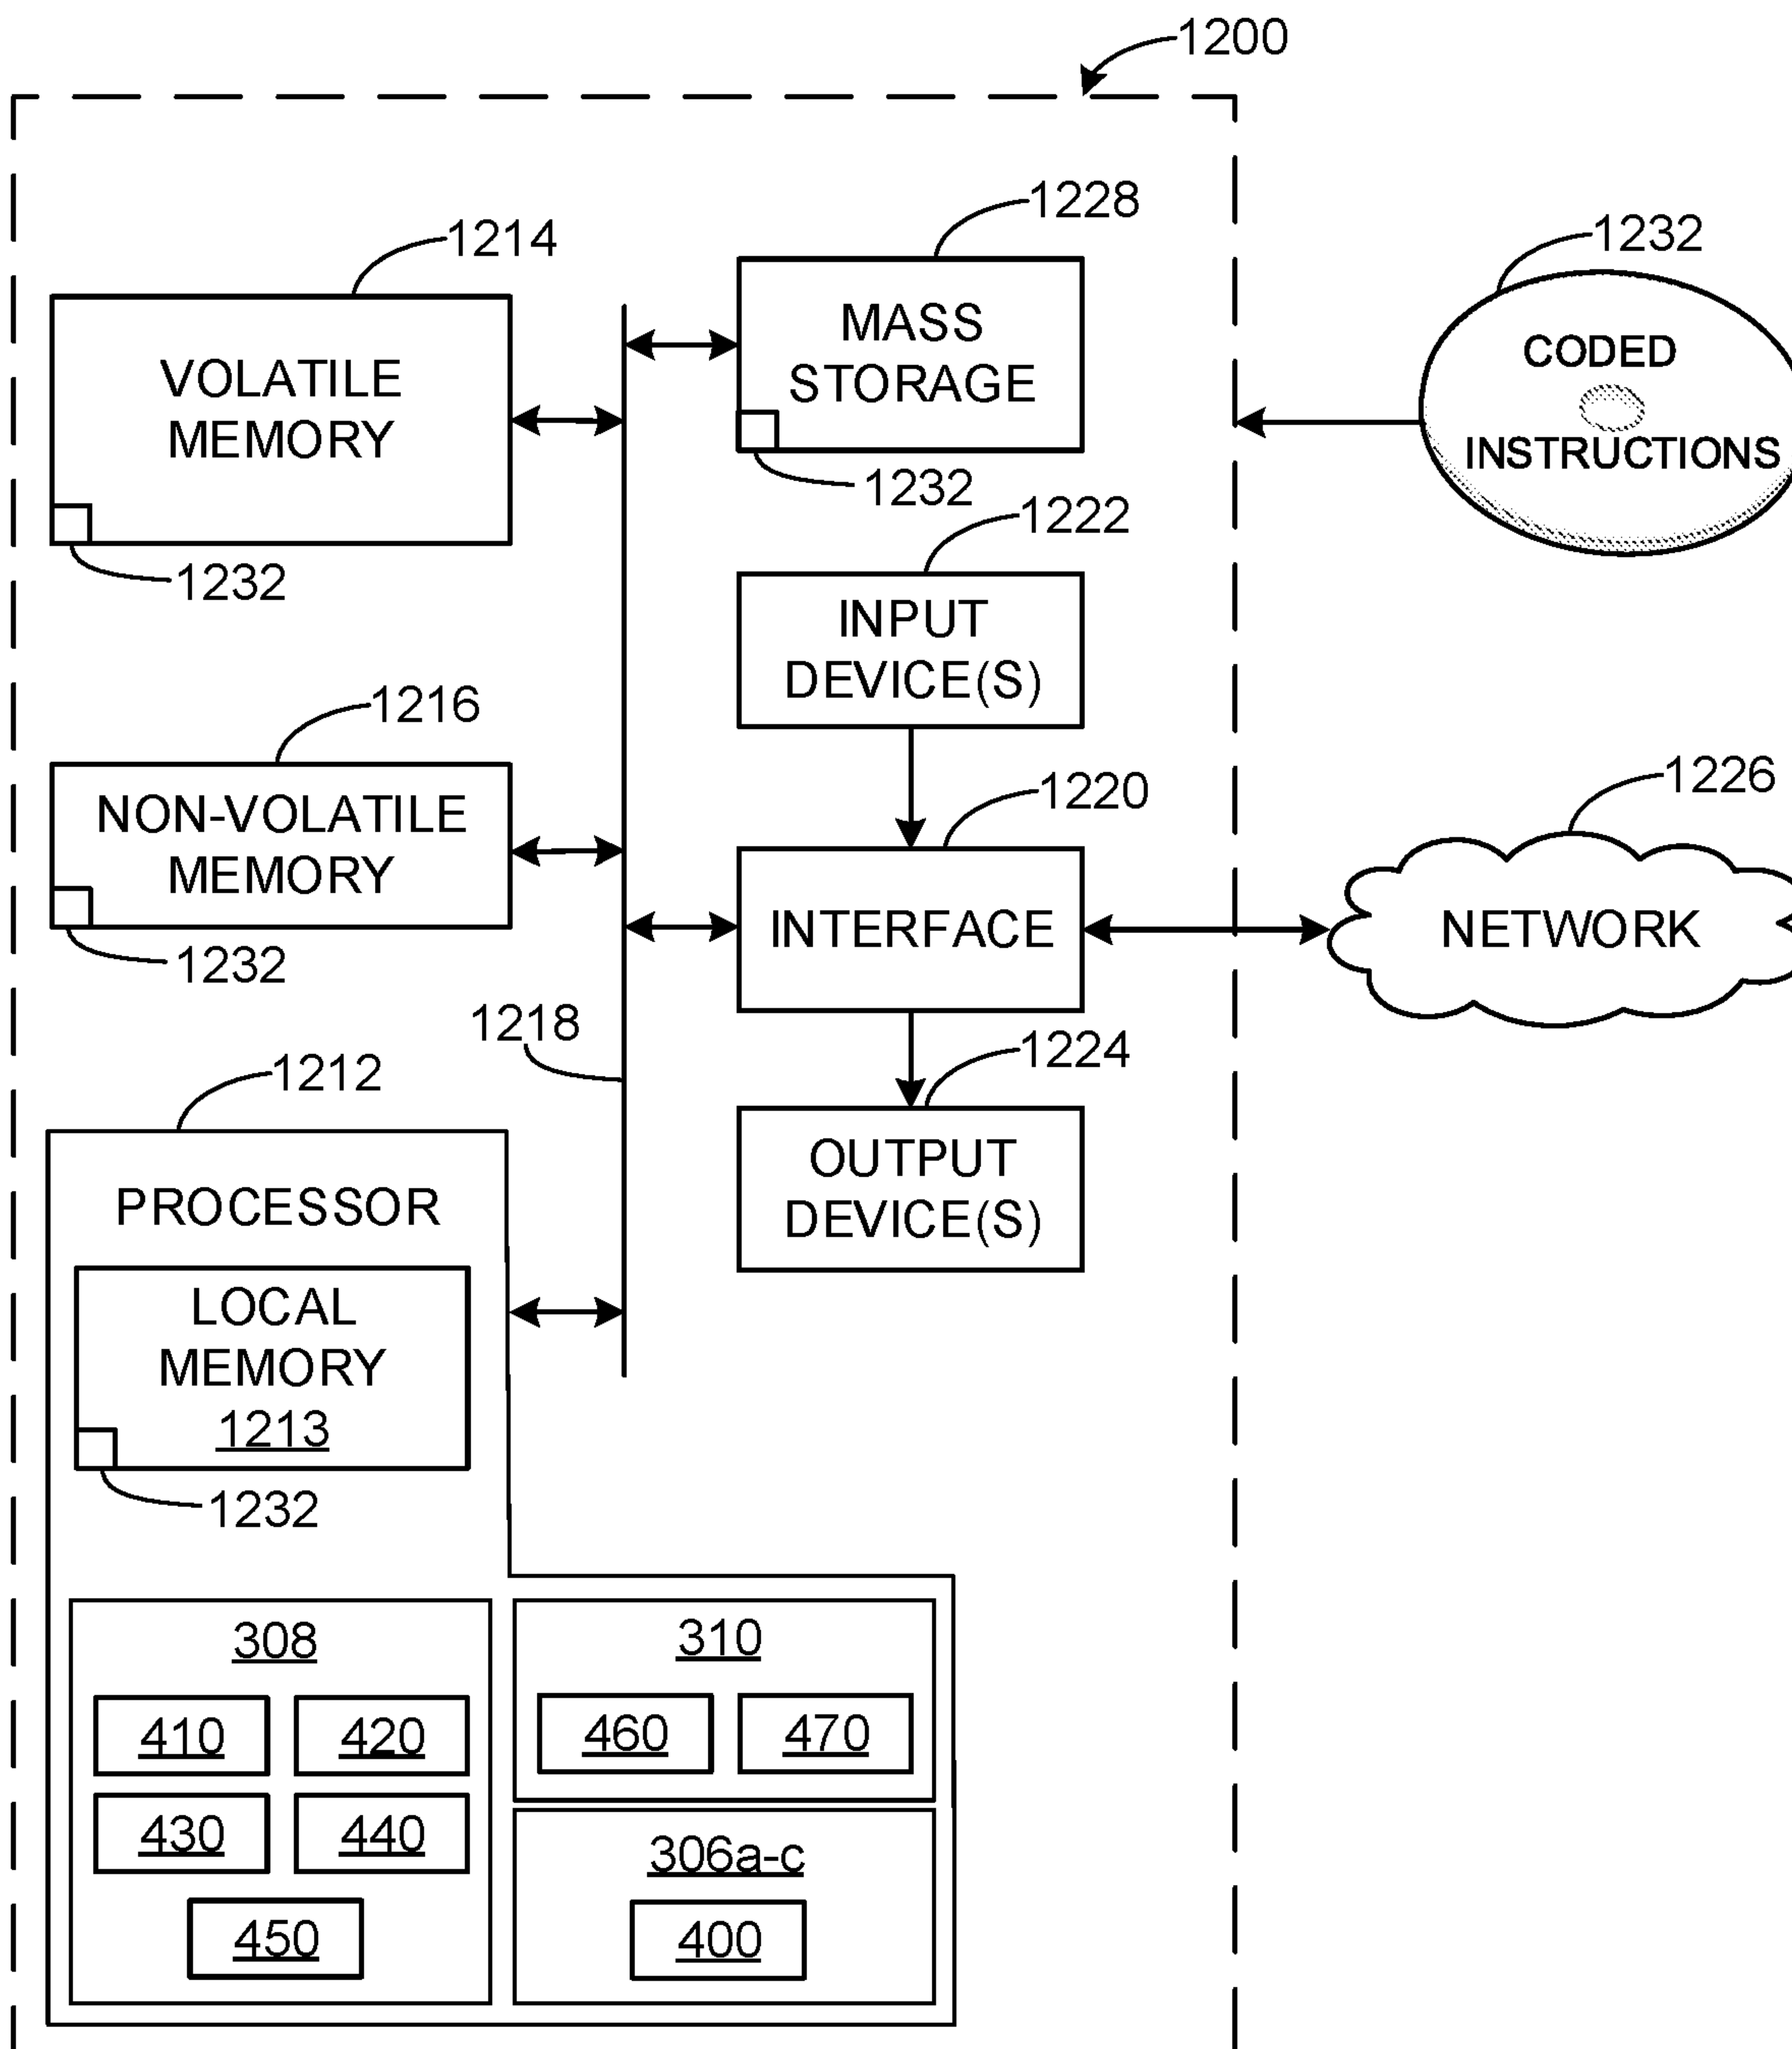 1200
1228
1214
1232
MASS
STORAGE
VOLATILE
MEMORY
CODED
INSTRUCTIONS
1232
1222
1232
INPUT
DEVICE(S)
1216
1220
1226
NON-VOLATILE
MEMORY
INTERFACE
NETWORK
1232
1218
1224
1212
OUTPUT
DEVICE(S)
PROCESSOR
LOCAL
MEMORY
1213
1232
308
310
410
420
460
470
430
440
306a-c
450
400